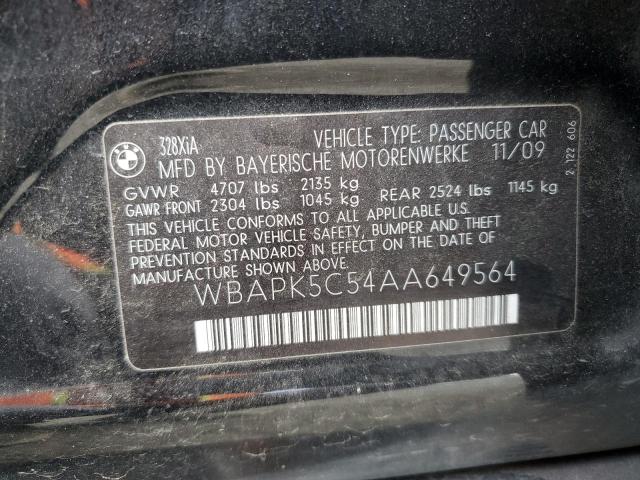 BMW
328XiA VEHICLE TYPE: PASSENGER CAR
MFD BY BAYERISCHE MOTORENWERKE 11/09
GVWR 4707 lbs 2135 kg
GAWR FRONT 2304 lbs 1045 kg REAR 2524 lbs 1145 kg
THIS VEHICLE CONFORMS TO ALL APPLICABLE U.S.
FEDERAL MOTOR VEHICLE SAFETY, BUMPER AND THEFT
PREVENTION STANDARDS IN EFFECT ON THE DATE OF
MANUFACTURE SHOWN ABOVE.
WBAPK5C54AA649564
2 122 606